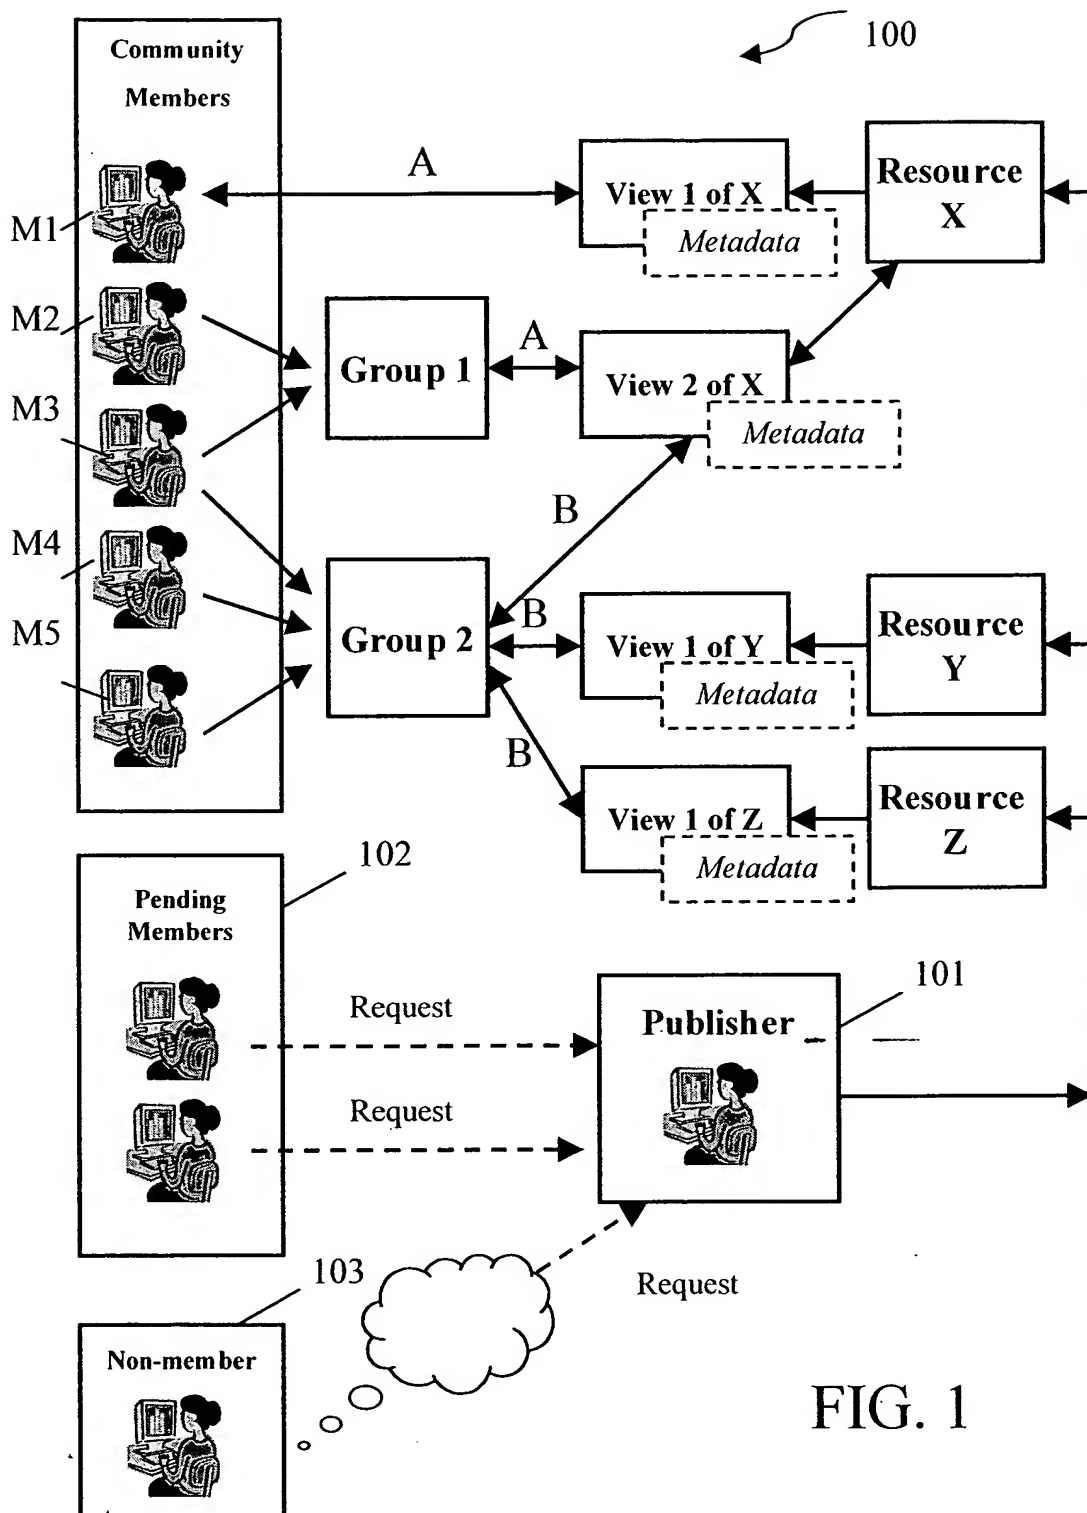 100
Community
Members
M1
M2
M3
M4
M5
A
View 1 of X
Metadata
Resource
X
Group 1
A
View 2 of X
Metadata
B
Group 2
B
View 1 of Y
Metadata
Resource
Y
B
View 1 of Z
Metadata
Resource
Z
102
Pending
Members
Request
Request
101
Publisher
103
Non-member
Request
FIG. 1